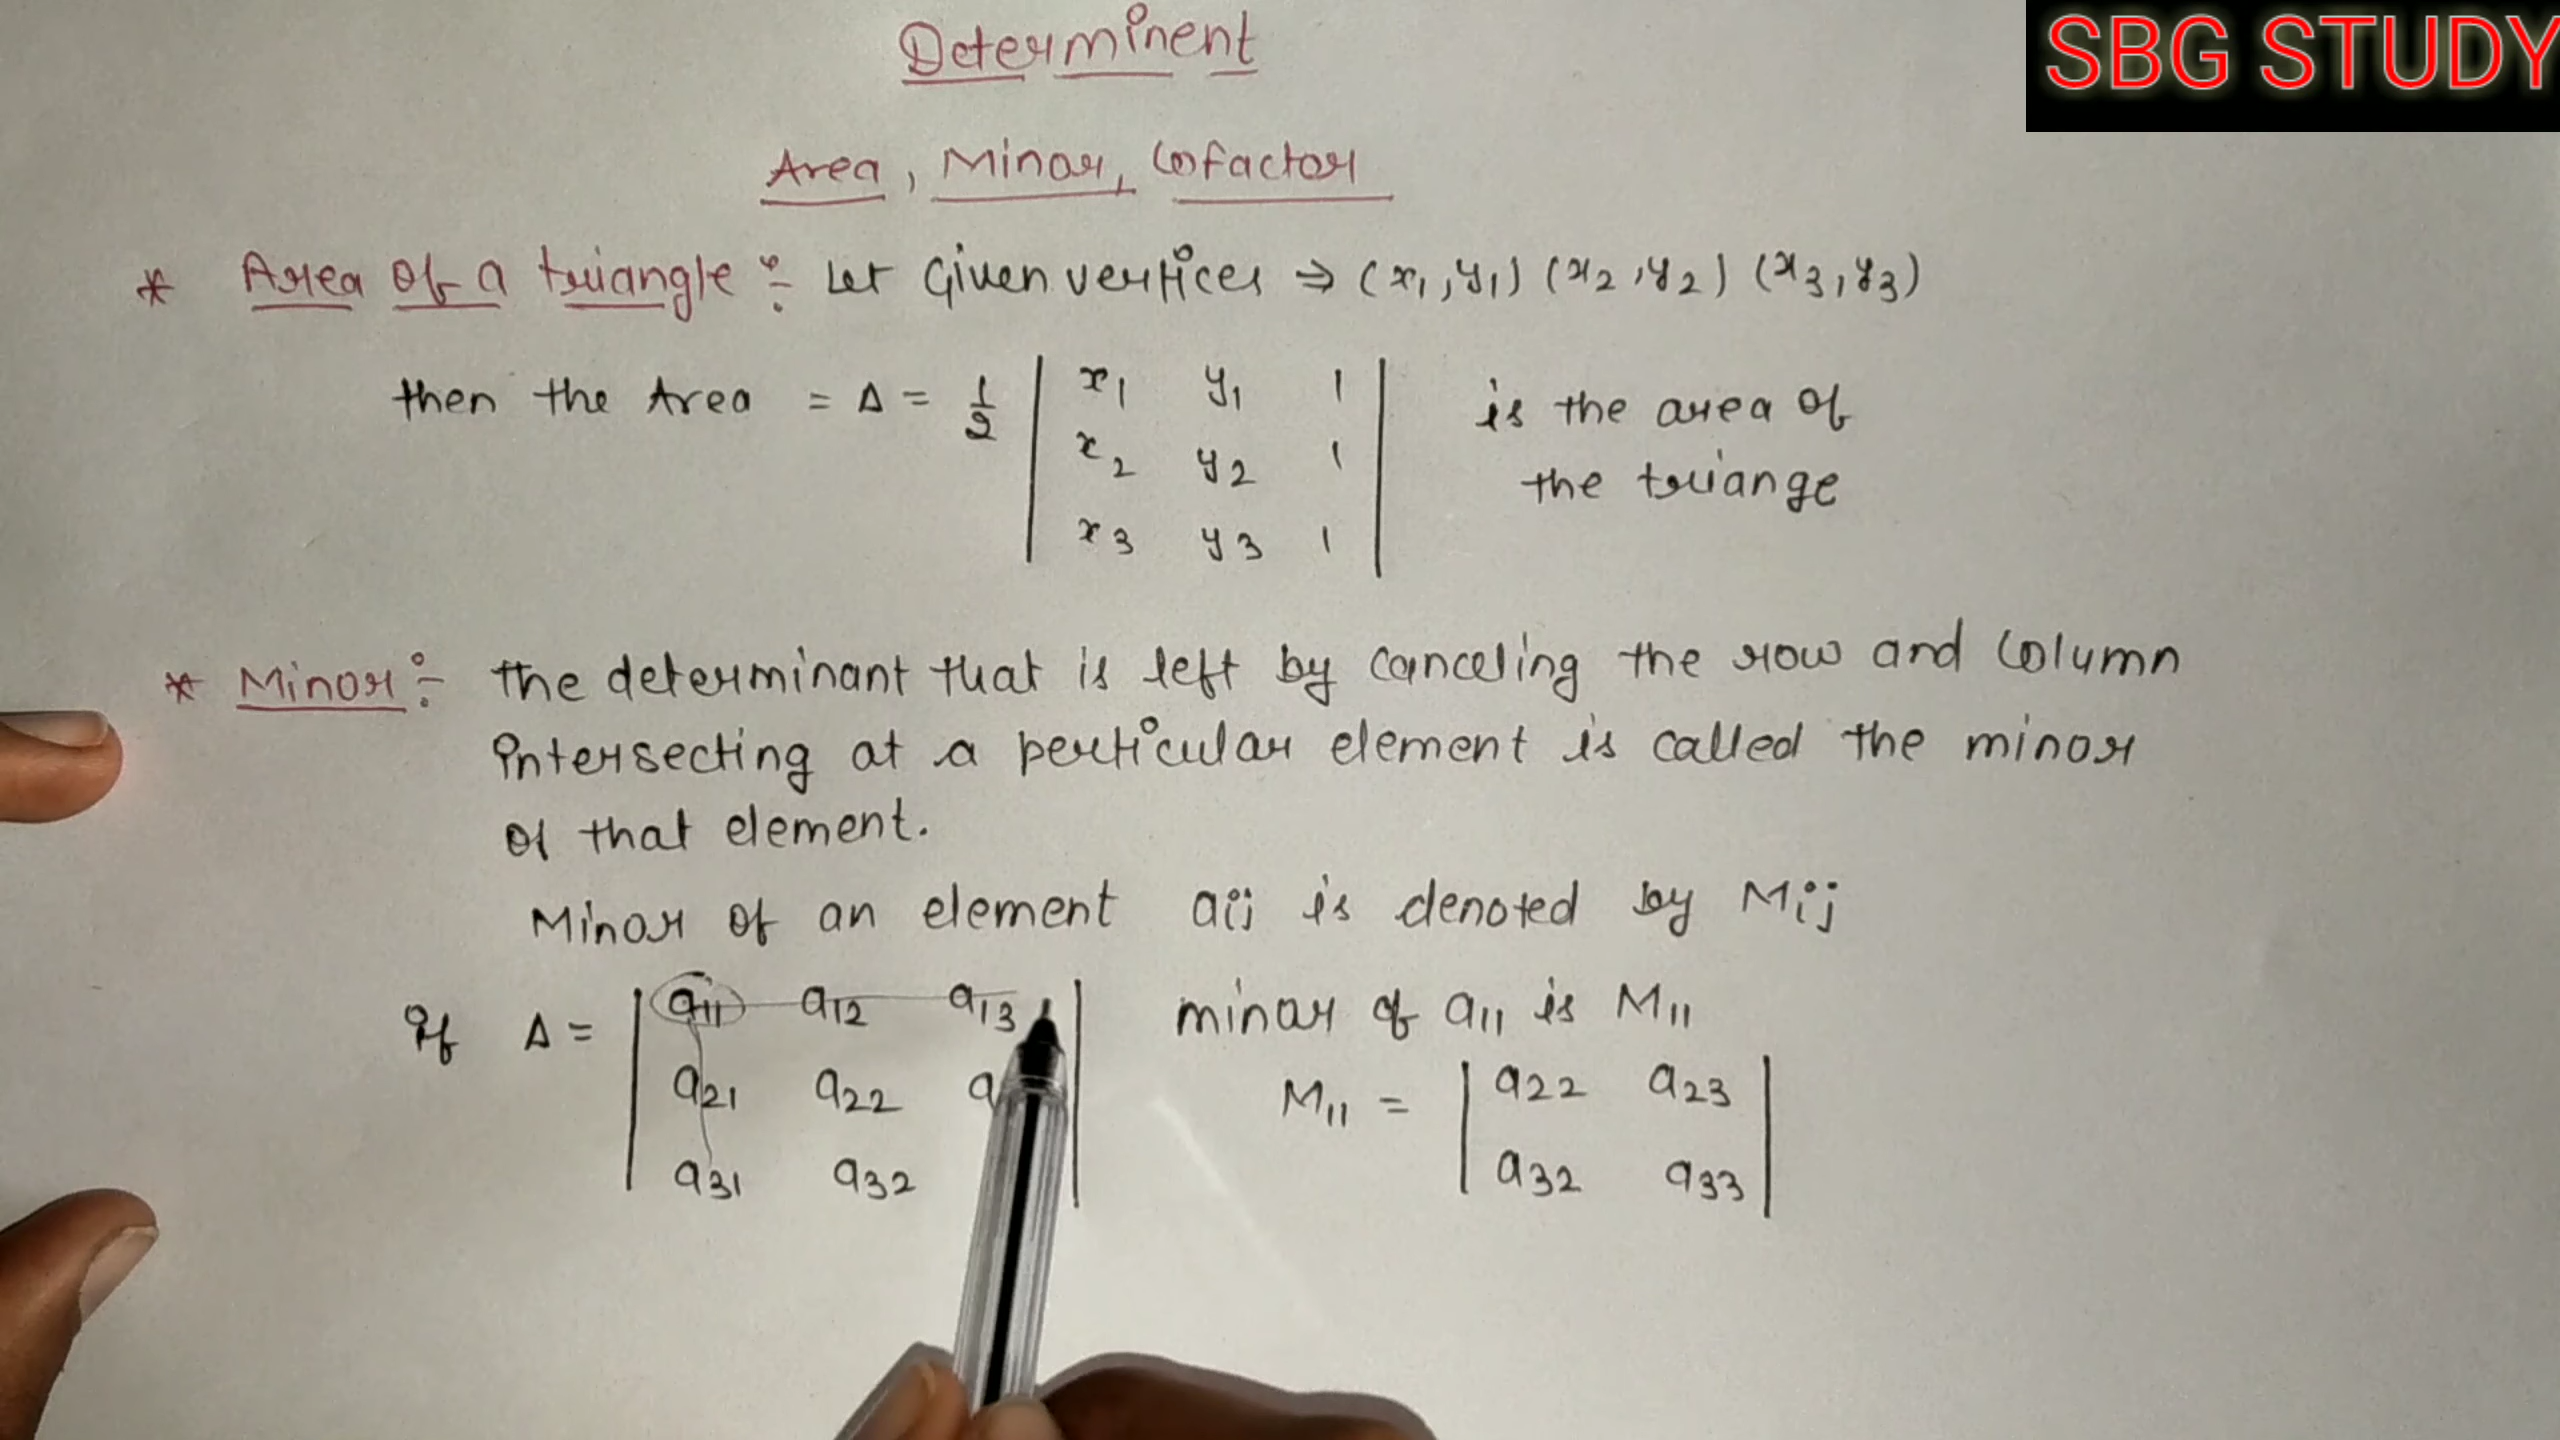 SBG STUDY
Determinent
Area, Minor, Cofactor
* Area of a triangle :- Let Given vertices ⇒ (x1,y1) (x2,y2) (x3,y3)
then the Area = Δ = 1/2 | x1 y1 1 | is the area of
x2 y2 1
the triange
x3 y3 1
* Minor :- the determinant that is left by canceling the row and column
intersecting at a perticular element is called the minor
of that element.
Minor of an element aij is denoted by Mij
If Δ = | a11 a12 a13 | minor of a11 is M11
a21 a22 a
M11 = | a22 a23 |
a31 a32
a32 a33